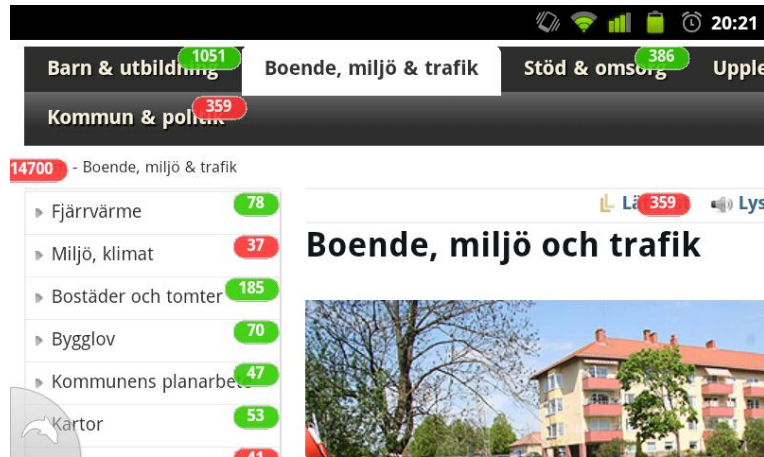 20:21
Barn & utbildning 1051
Boende, miljö & trafik
Stöd & omsorg 386
Kommun & politik 359
14700 - Boende, miljö & trafik
Fjärrvärme 78
359
Miljö, klimat 37
Boende, miljö och trafik
Bostäder och tomter 185
Bygglov 70
Kommunens planarbete 47
Kartor 53
41